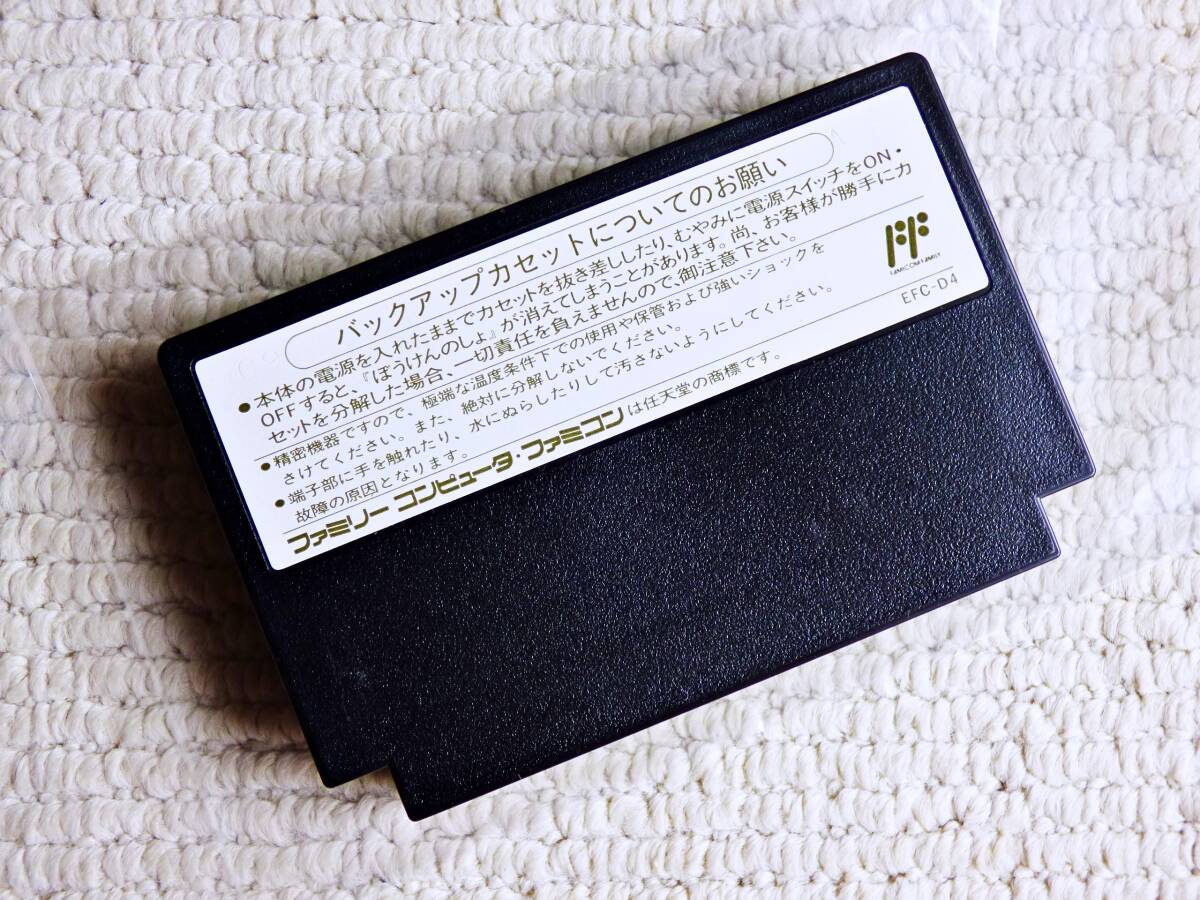 バックアップカセットについてのお願い
●本体の電源を入れたままでカセットを抜き差ししたり、むやみに電源スイッチをON・
OFFすると、『ぼうけんのしょ』が消えてしまうことがあります。尚、お客様が勝手にカ
セットを分解した場合、一切責任を負えませんので、御注意下さい。
●精密機器ですので、極端な温度条件下での使用や保管および強いショックを
さけてください。また、絶対に分解しないでください。
●端子部に手を触れたり、水にぬらしたりして汚さないようにしてください。
故障の原因となります。
FAMICOM FAMILY
EFC-D4
ファミリー コンピュータ・ファミコンは任天堂の商標です。